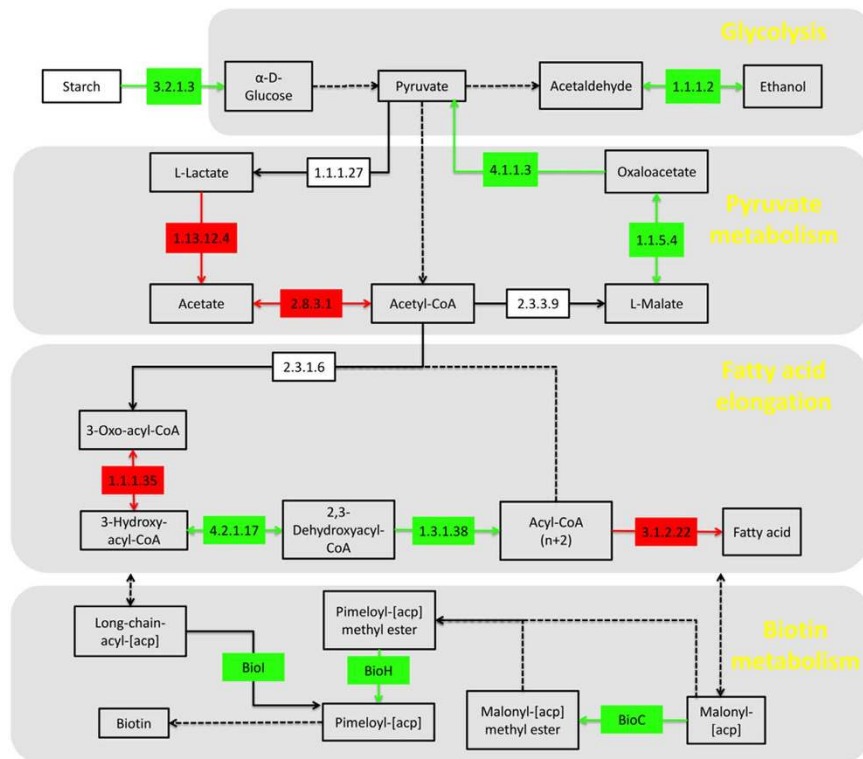 Glycolysis
Starch
3.2.1.3
α-D-
Glucose
Pyruvate
Acetaldehyde
1.1.1.2
Ethanol
L-Lactate
1.1.1.27
4.1.1.3
Oxaloacetate
Pyruvate
metabolism
1.13.12.4
1.1.5.4
Acetate
2.8.3.1
Acetyl-CoA
2.3.3.9
L-Malate
2.3.1.6
Fatty acid
elongation
3-Oxo-acyl-CoA
1.1.1.35
3-Hydroxy-
acyl-CoA
4.2.1.17
2,3-
Dehydroxyacyl-
CoA
1.3.1.38
Acyl-CoA
(n+2)
3.1.2.22
Fatty acid
Long-chain-
acyl-[acp]
Pimeloyl-[acp]
methyl ester
Biotin
metabolism
BioI
BioH
Biotin
Pimeloyl-[acp]
Malonyl-[acp]
methyl ester
BioC
Malonyl-
[acp]